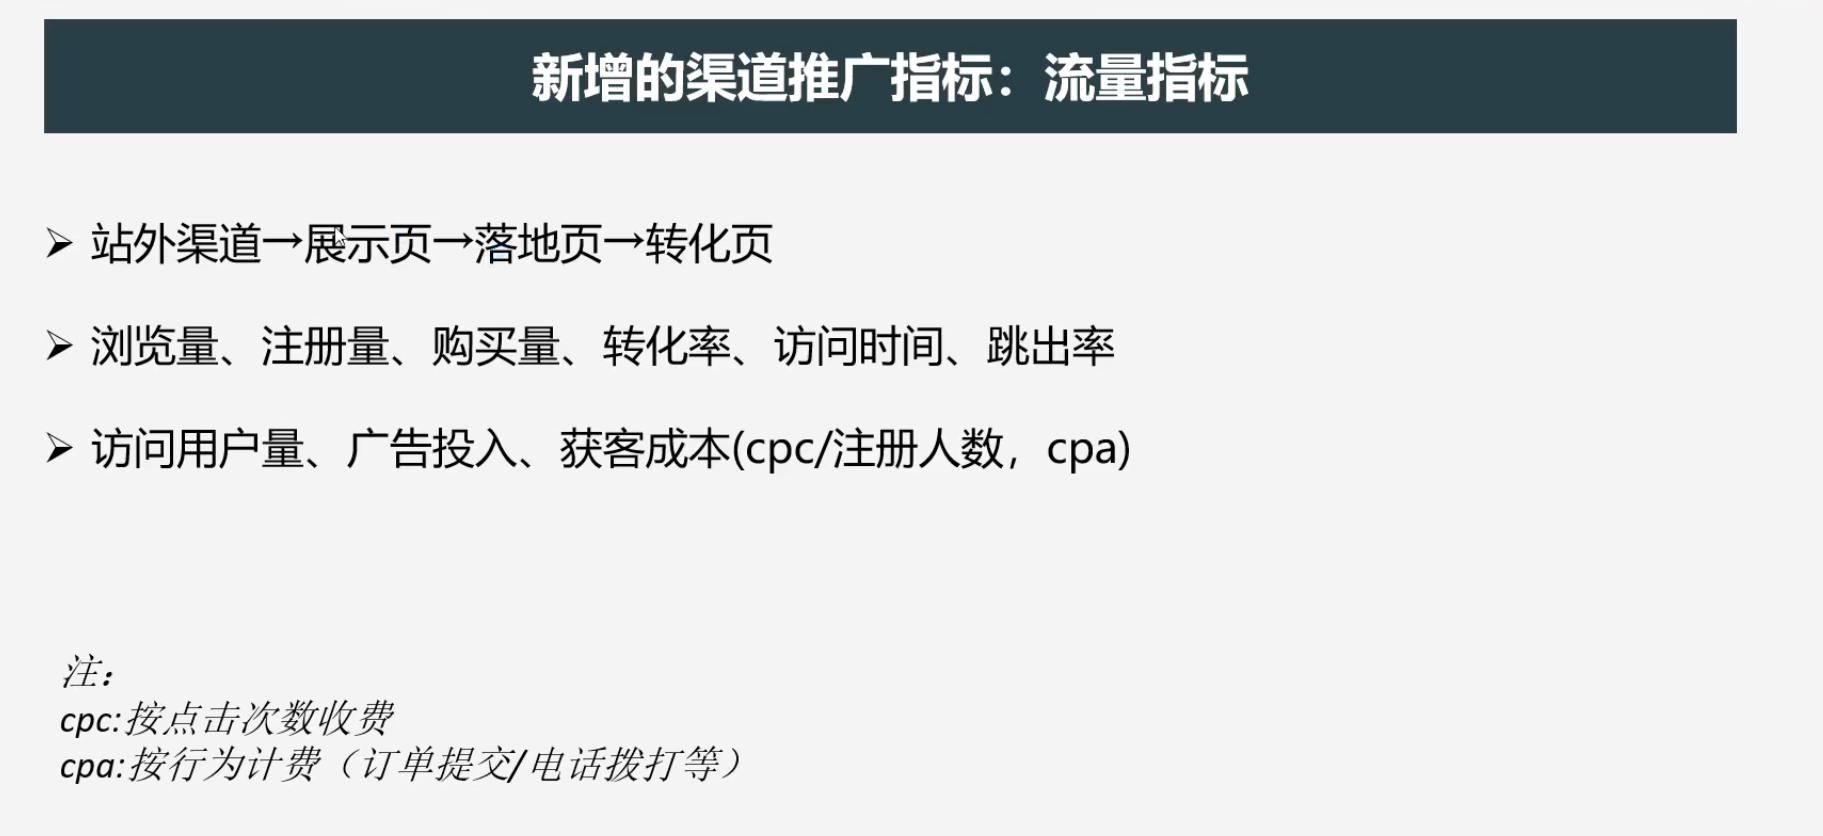 新增的渠道推广指标：流量指标
➢ 站外渠道→展示页→落地页→转化页
➢ 浏览量、注册量、购买量、转化率、访问时间、跳出率
➢ 访问用户量、广告投入、获客成本(cpc/注册人数，cpa)
注：
cpc:按点击次数收费
cpa:按行为计费（订单提交/电话拨打等）